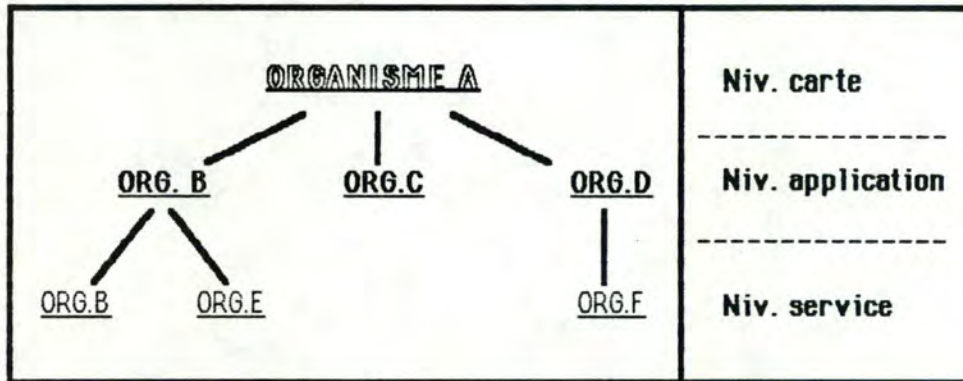 ORGANISME A
Niv. carte
ORG. B
ORG.C
ORG.D
Niv. application
ORG.B
ORG.E
ORG.F
Niv. service